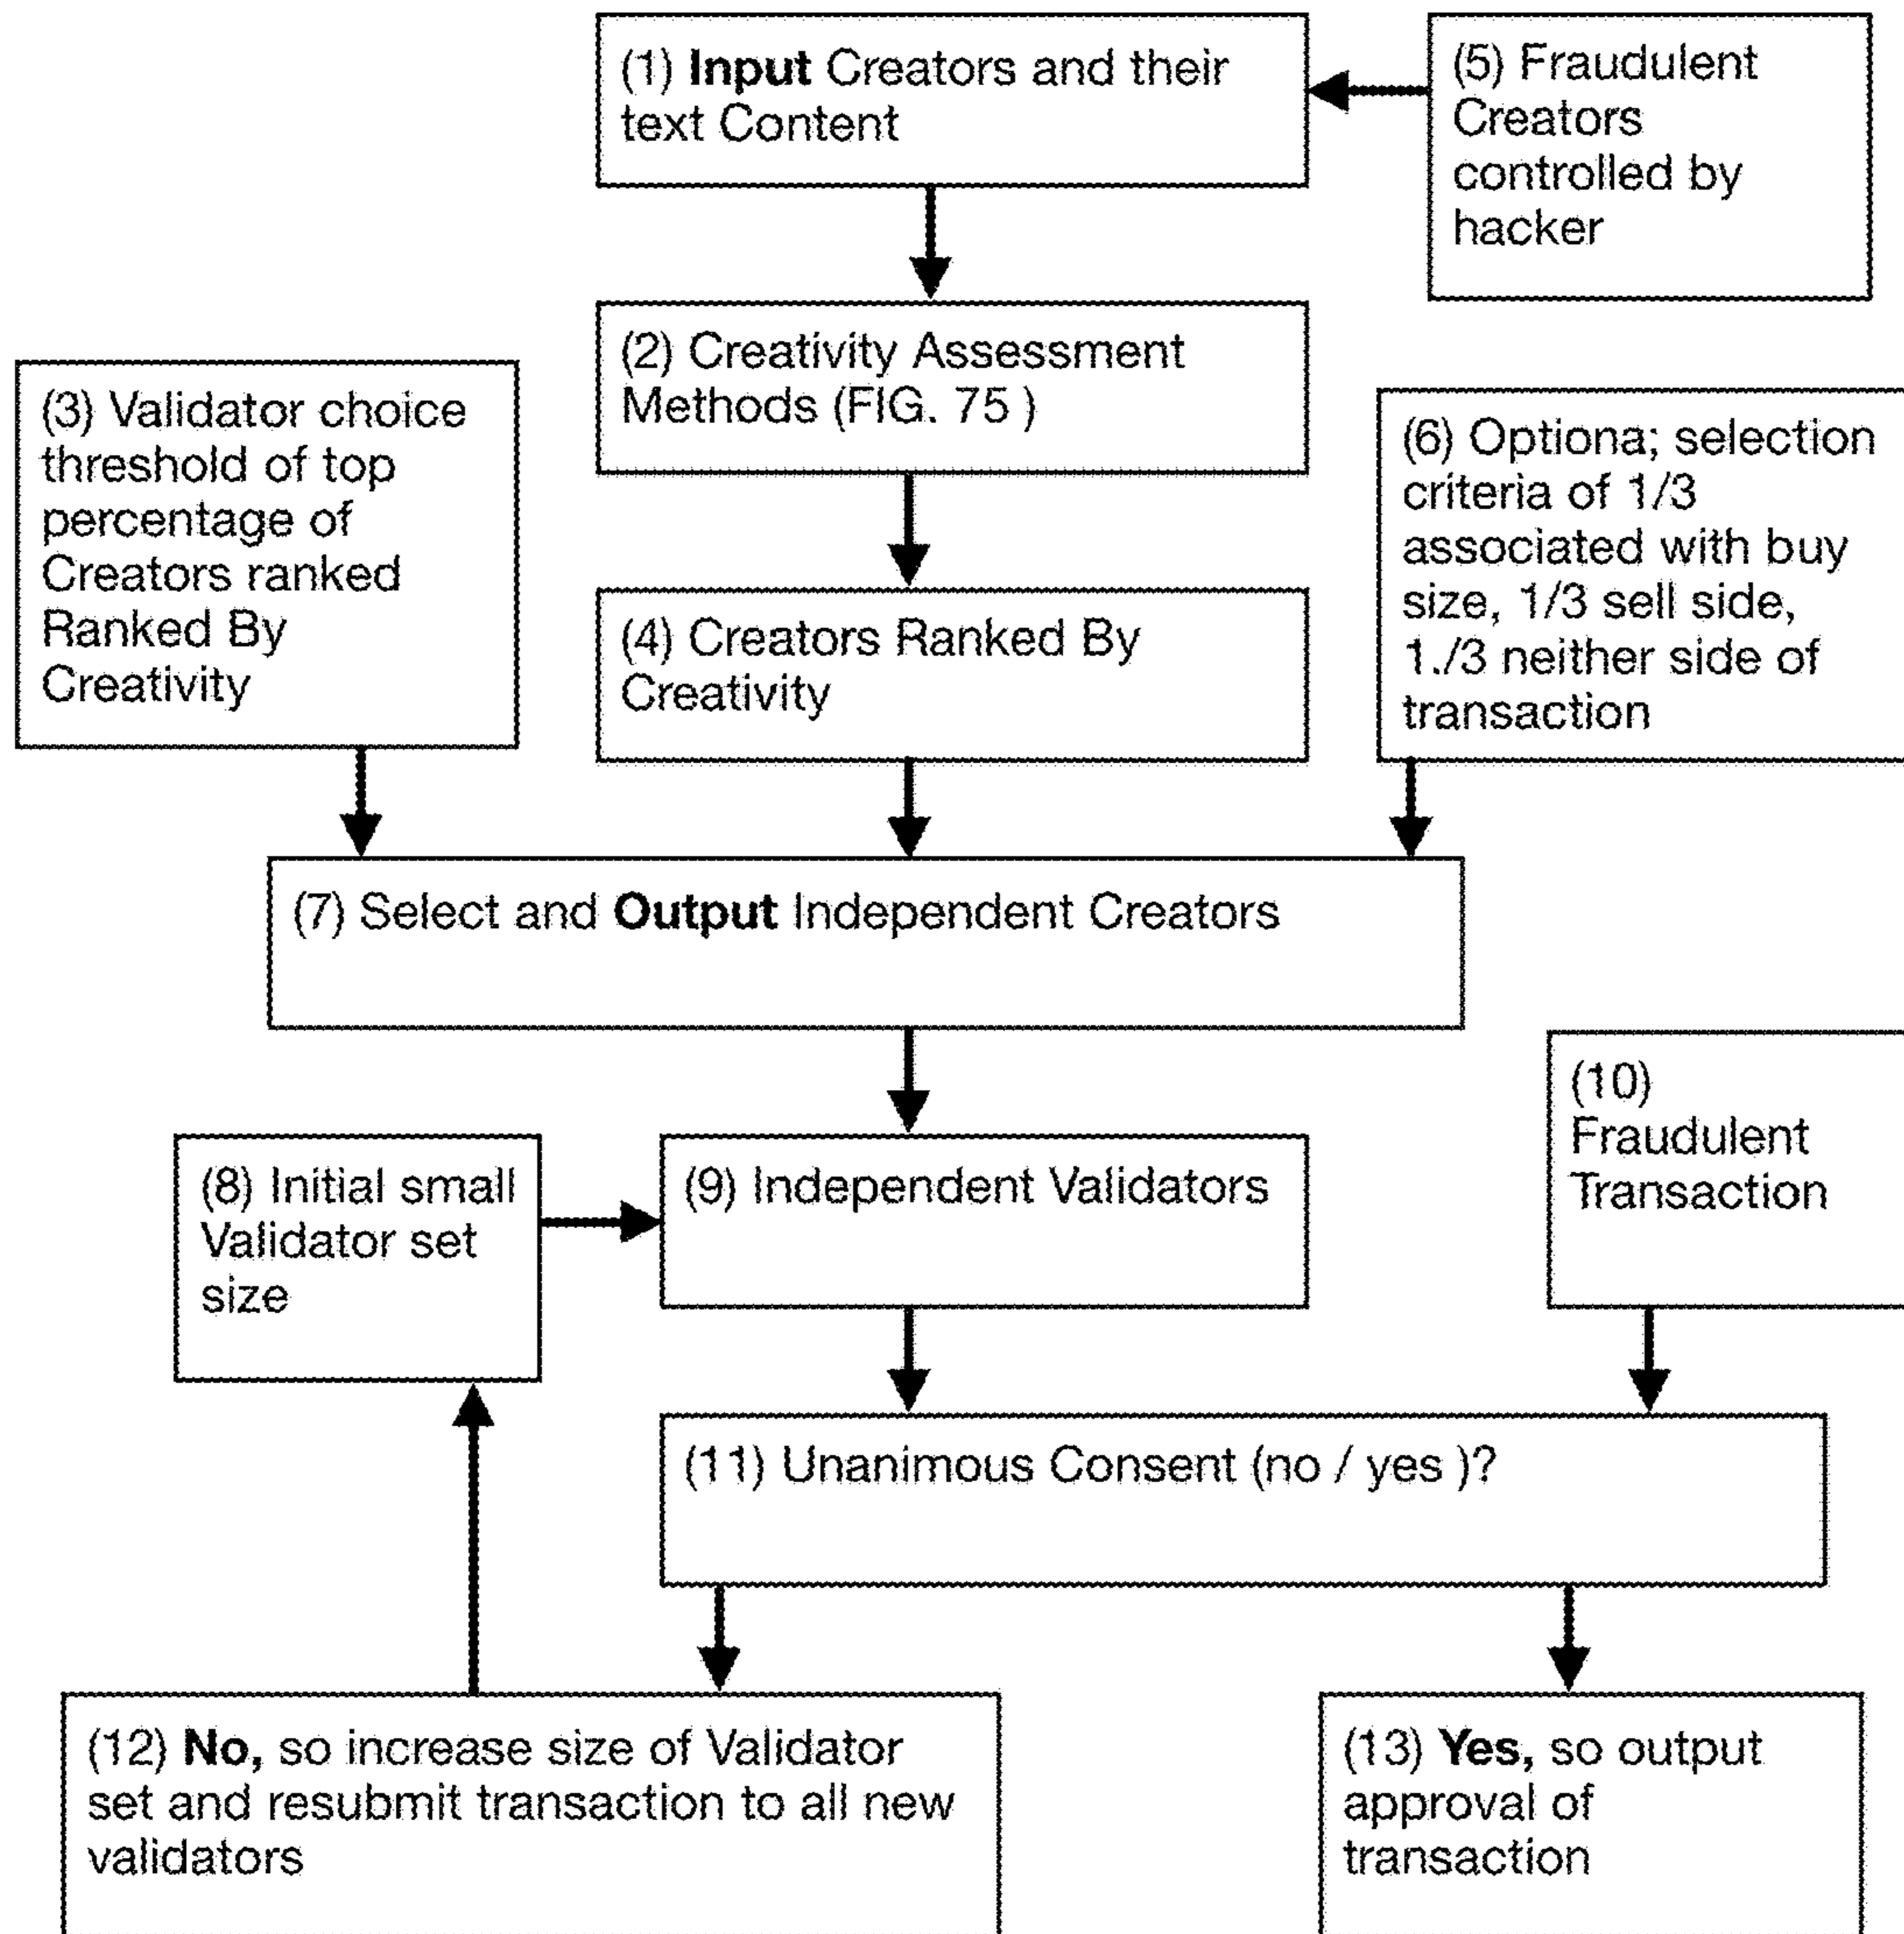 (1) Input Creators and their
text Content
(5) Fraudulent
Creators
controlled by
hacker
(2) Creativity Assessment
Methods (FIG. 75 )
(3) Validator choice
threshold of top
percentage of
Creators ranked
Ranked By
Creativity
(4) Creators Ranked By
Creativity
(6) Optiona; selection
criteria of 1/3
associated with buy
size, 1/3 sell side,
1./3 neither side of
transaction
(7) Select and Output Independent Creators
(8) Initial small
Validator set
size
(9) Independent Validators
(10)
Fraudulent
Transaction
(11) Unanimous Consent (no / yes )?
(12) No, so increase size of Validator
set and resubmit transaction to all new
validators
(13) Yes, so output
approval of
transaction